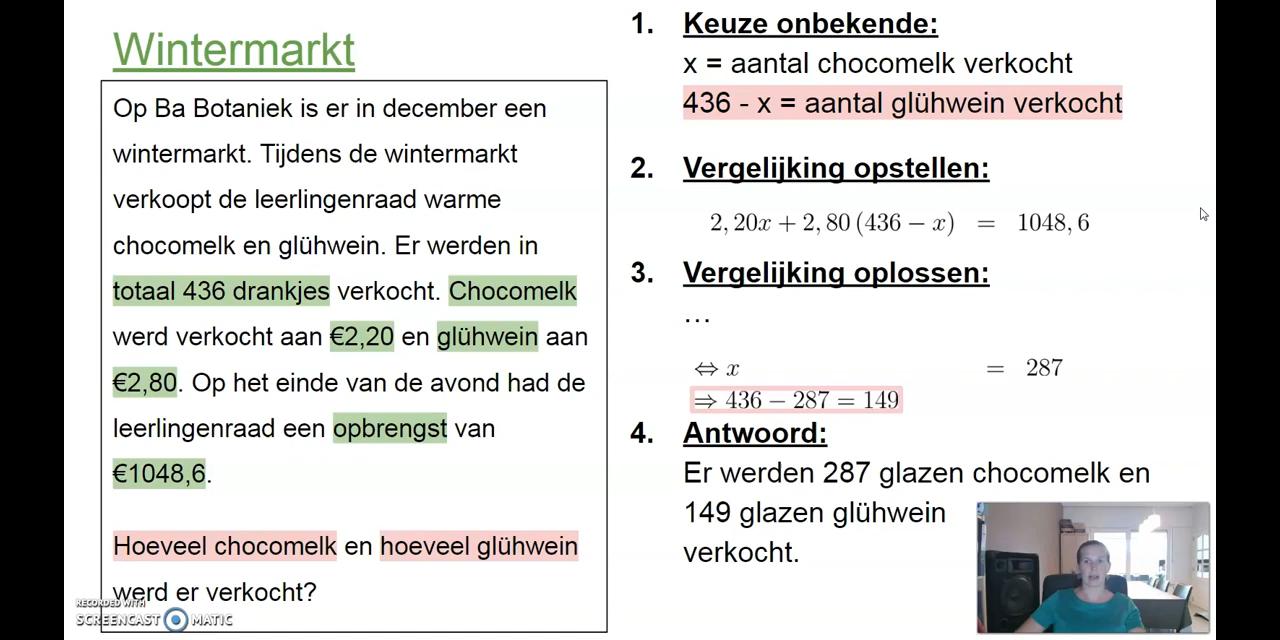 Wintermarkt
Op Ba Botaniek is er in december een
wintermarkt. Tijdens de wintermarkt
verkoopt de leerlingenraad warme
chocomelk en glühwein. Er werden in
totaal 436 drankjes verkocht. Chocomelk
werd verkocht aan €2,20 en glühwein aan
€2,80. Op het einde van de avond had de
leerlingenraad een opbrengst van
€1048,6.
Hoeveel chocomelk en hoeveel glühwein
werd er verkocht?
1. Keuze onbekende:
x = aantal chocomelk verkocht
436 - x = aantal glühwein verkocht
2. Vergelijking opstellen:
2,20x + 2,80 (436 − x) = 1048,6
3. Vergelijking oplossen:
…
⇔ x = 287
⇒ 436 − 287 = 149
4. Antwoord:
Er werden 287 glazen chocomelk en
149 glazen glühwein
verkocht.
RECORDED WITH
SCREENCAST MATIC